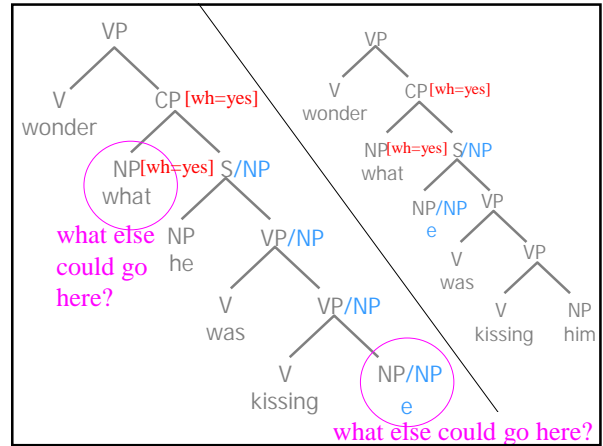 VP
V
wonder
CP [wh=yes]
NP[wh=yes] S/NP
what
what else
could go
here?
NP
he
VP/NP
V
was
VP/NP
V
kissing
NP/NP
e
what else could go here?
VP
V
wonder
CP [wh=yes]
NP[wh=yes] S/NP
what
NP/NP
e
VP
V
was
VP
V
kissing
NP
him